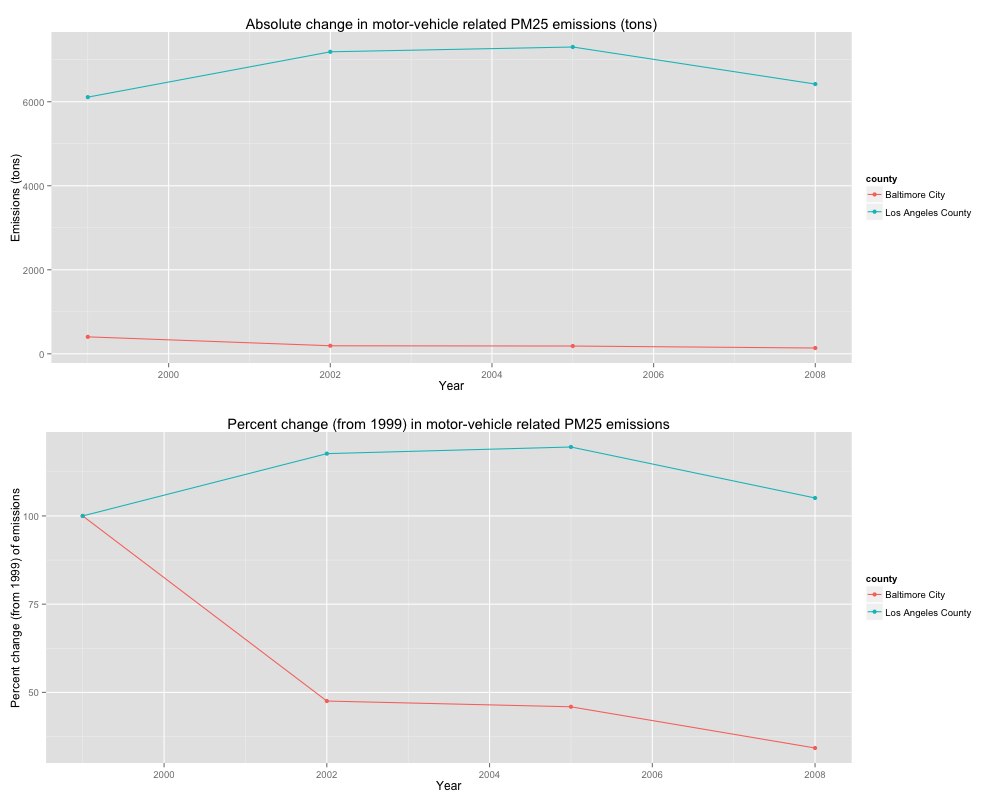 Absolute change in motor-vehicle related PM25 emissions (tons)
6000
4000
2000
0
Emissions (tons)
2000
2002
2004
2006
2008
Year
county
Baltimore City
Los Angeles County
Percent change (from 1999) in motor-vehicle related PM25 emissions
100
75
50
Percent change (from 1999) of emissions
2000
2002
2004
2006
2008
Year
county
Baltimore City
Los Angeles County